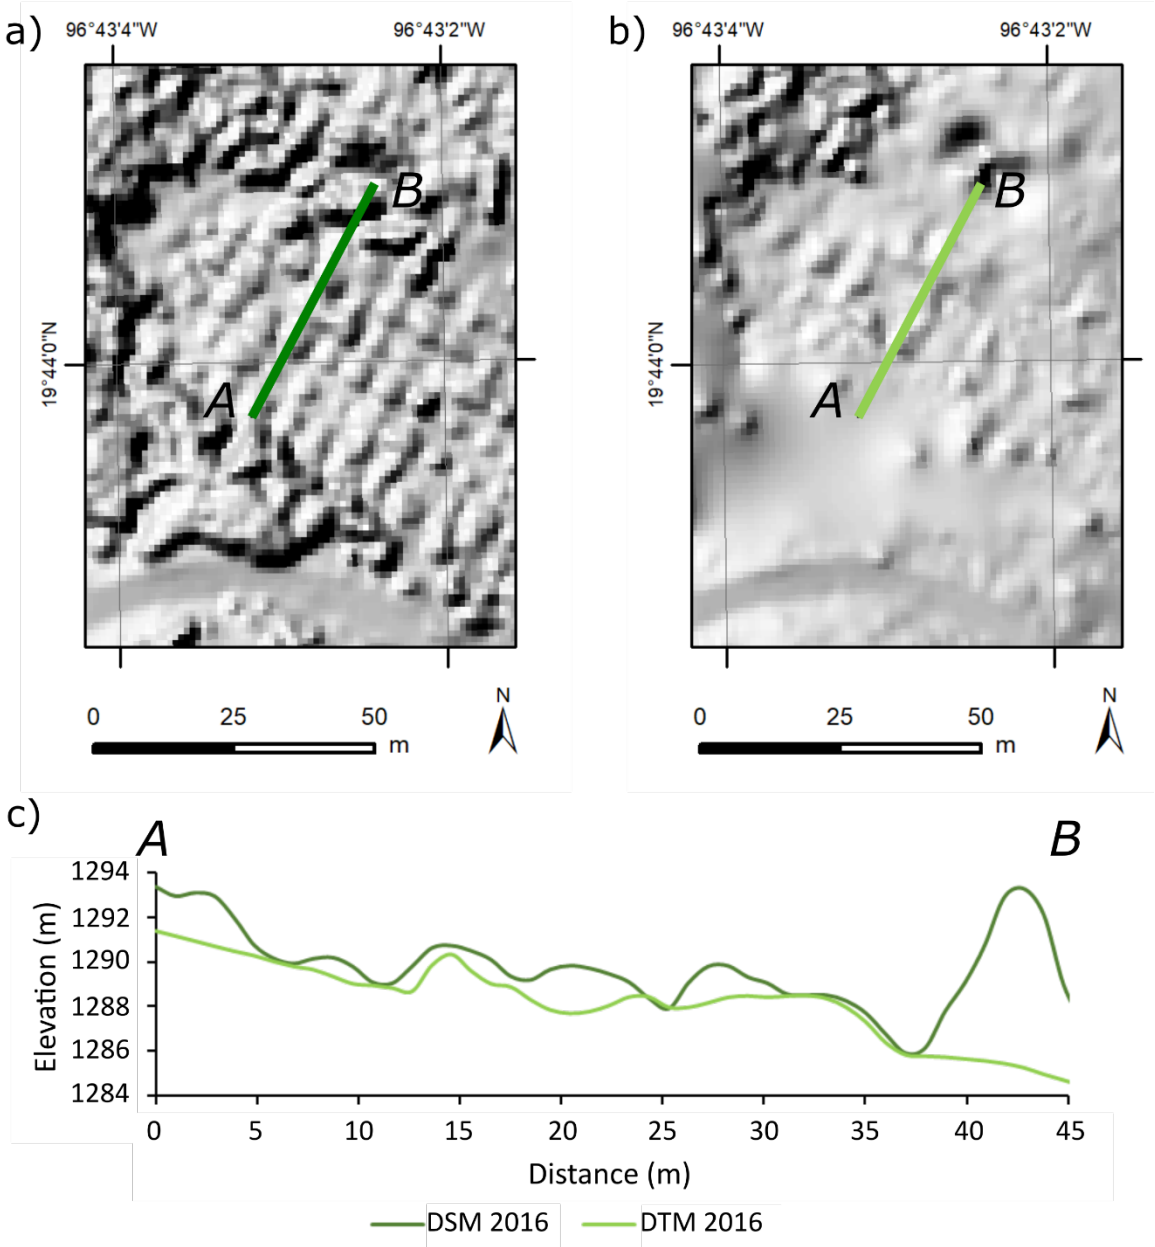 a)
96°43'4"W
96°43'2"W
19°44'0"N
A
B
0 25 50 m
N
b)
96°43'4"W
96°43'2"W
19°44'0"N
A
B
0 25 50 m
N
c)
A B
Elevation (m)
1294
1292
1290
1288
1286
1284
0 5 10 15 20 25 30 35 40 45
Distance (m)
DSM 2016 DTM 2016